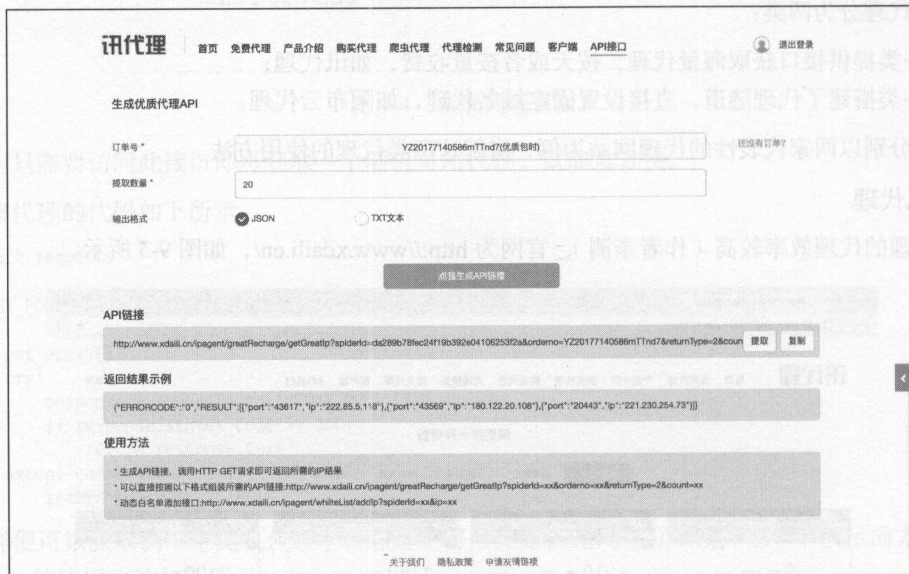 讯代理 首页 免费代理 产品介绍 购买代理 爬虫代理 代理检测 常见问题 客户端 API接口 退出登录
生成优质代理API
订单号 * YZ20177140586mTTnd7(优质包时) 还没有订单?
提取数量 * 20
输出格式 JSON TXT文本
点我生成API链接
API链接
http://www.xdaili.cn/ipagent/greatRecharge/getGreatIp?spiderId=da289b78fec24f19b392e04106253f2a&orderno=YZ20177140586mTTnd7&returnType=2&coun 提取 复制
返回结果示例
{"ERRORCODE":"0","RESULT":[{"port":"43617","ip":"222.85.5.118"},{"port":"43569","ip":"180.122.20.108"},{"port":"20443","ip":"221.230.254.73"}]}
使用方法
* 生成API链接，调用HTTP GET请求即可返回所需的IP结果
* 可以直接按照以下格式组装所需的API链接:http://www.xdaili.cn/ipagent/greatRecharge/getGreatIp?spiderId=xx&orderno=xx&returnType=2&count=xx
* 动态白名单添加接口:http://www.xdaili.cn/ipagent/whilteList/addIp?spiderId=xx&ip=xx
关于我们 隐私政策 申请友情链接